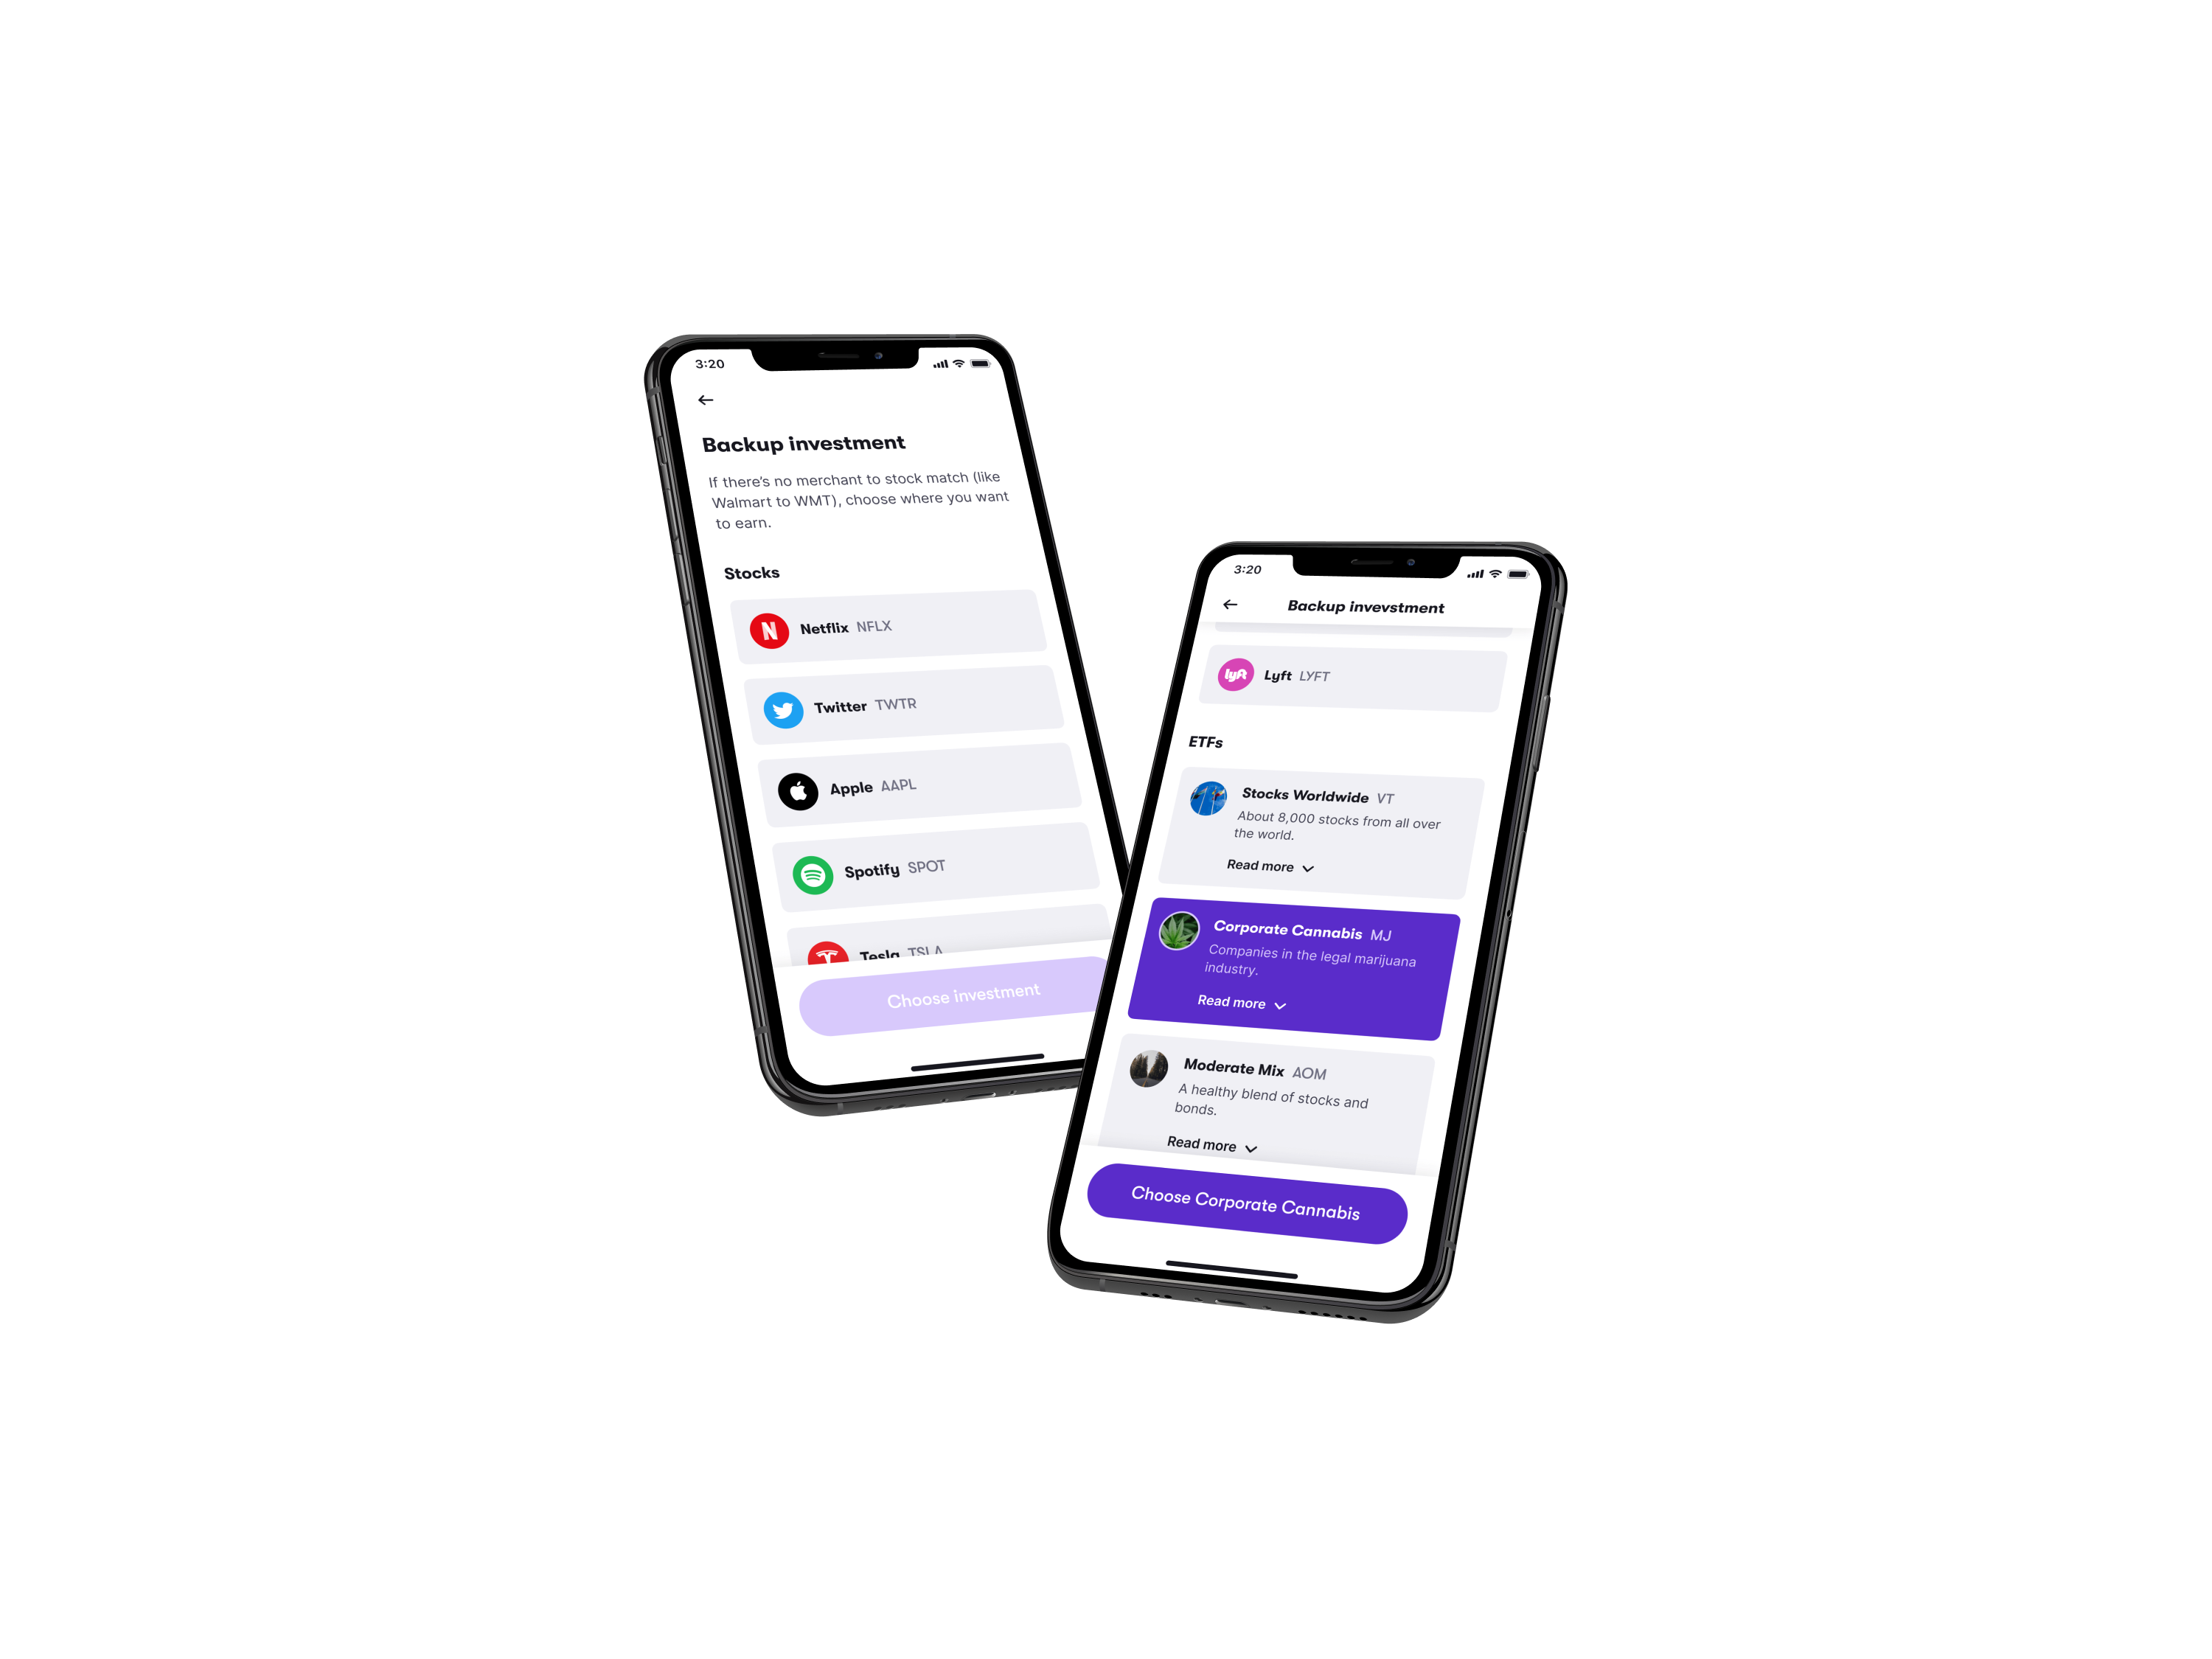 3:20
Backup investment
If there's no merchant to stock match (like
Walmart to WMT), choose where you want
to earn.
Stocks
N Netflix NFLX
Twitter TWTR
Apple AAPL
Spotify SPOT
Tesla TSLA
Choose investment
3:20
Backup invevstment
lyft Lyft LYFT
ETFs
Stocks Worldwide VT
About 8,000 stocks from all over
the world.
Read more
Corporate Cannabis MJ
Companies in the legal marijuana
industry.
Read more
Moderate Mix AOM
A healthy blend of stocks and
bonds.
Read more
Choose Corporate Cannabis